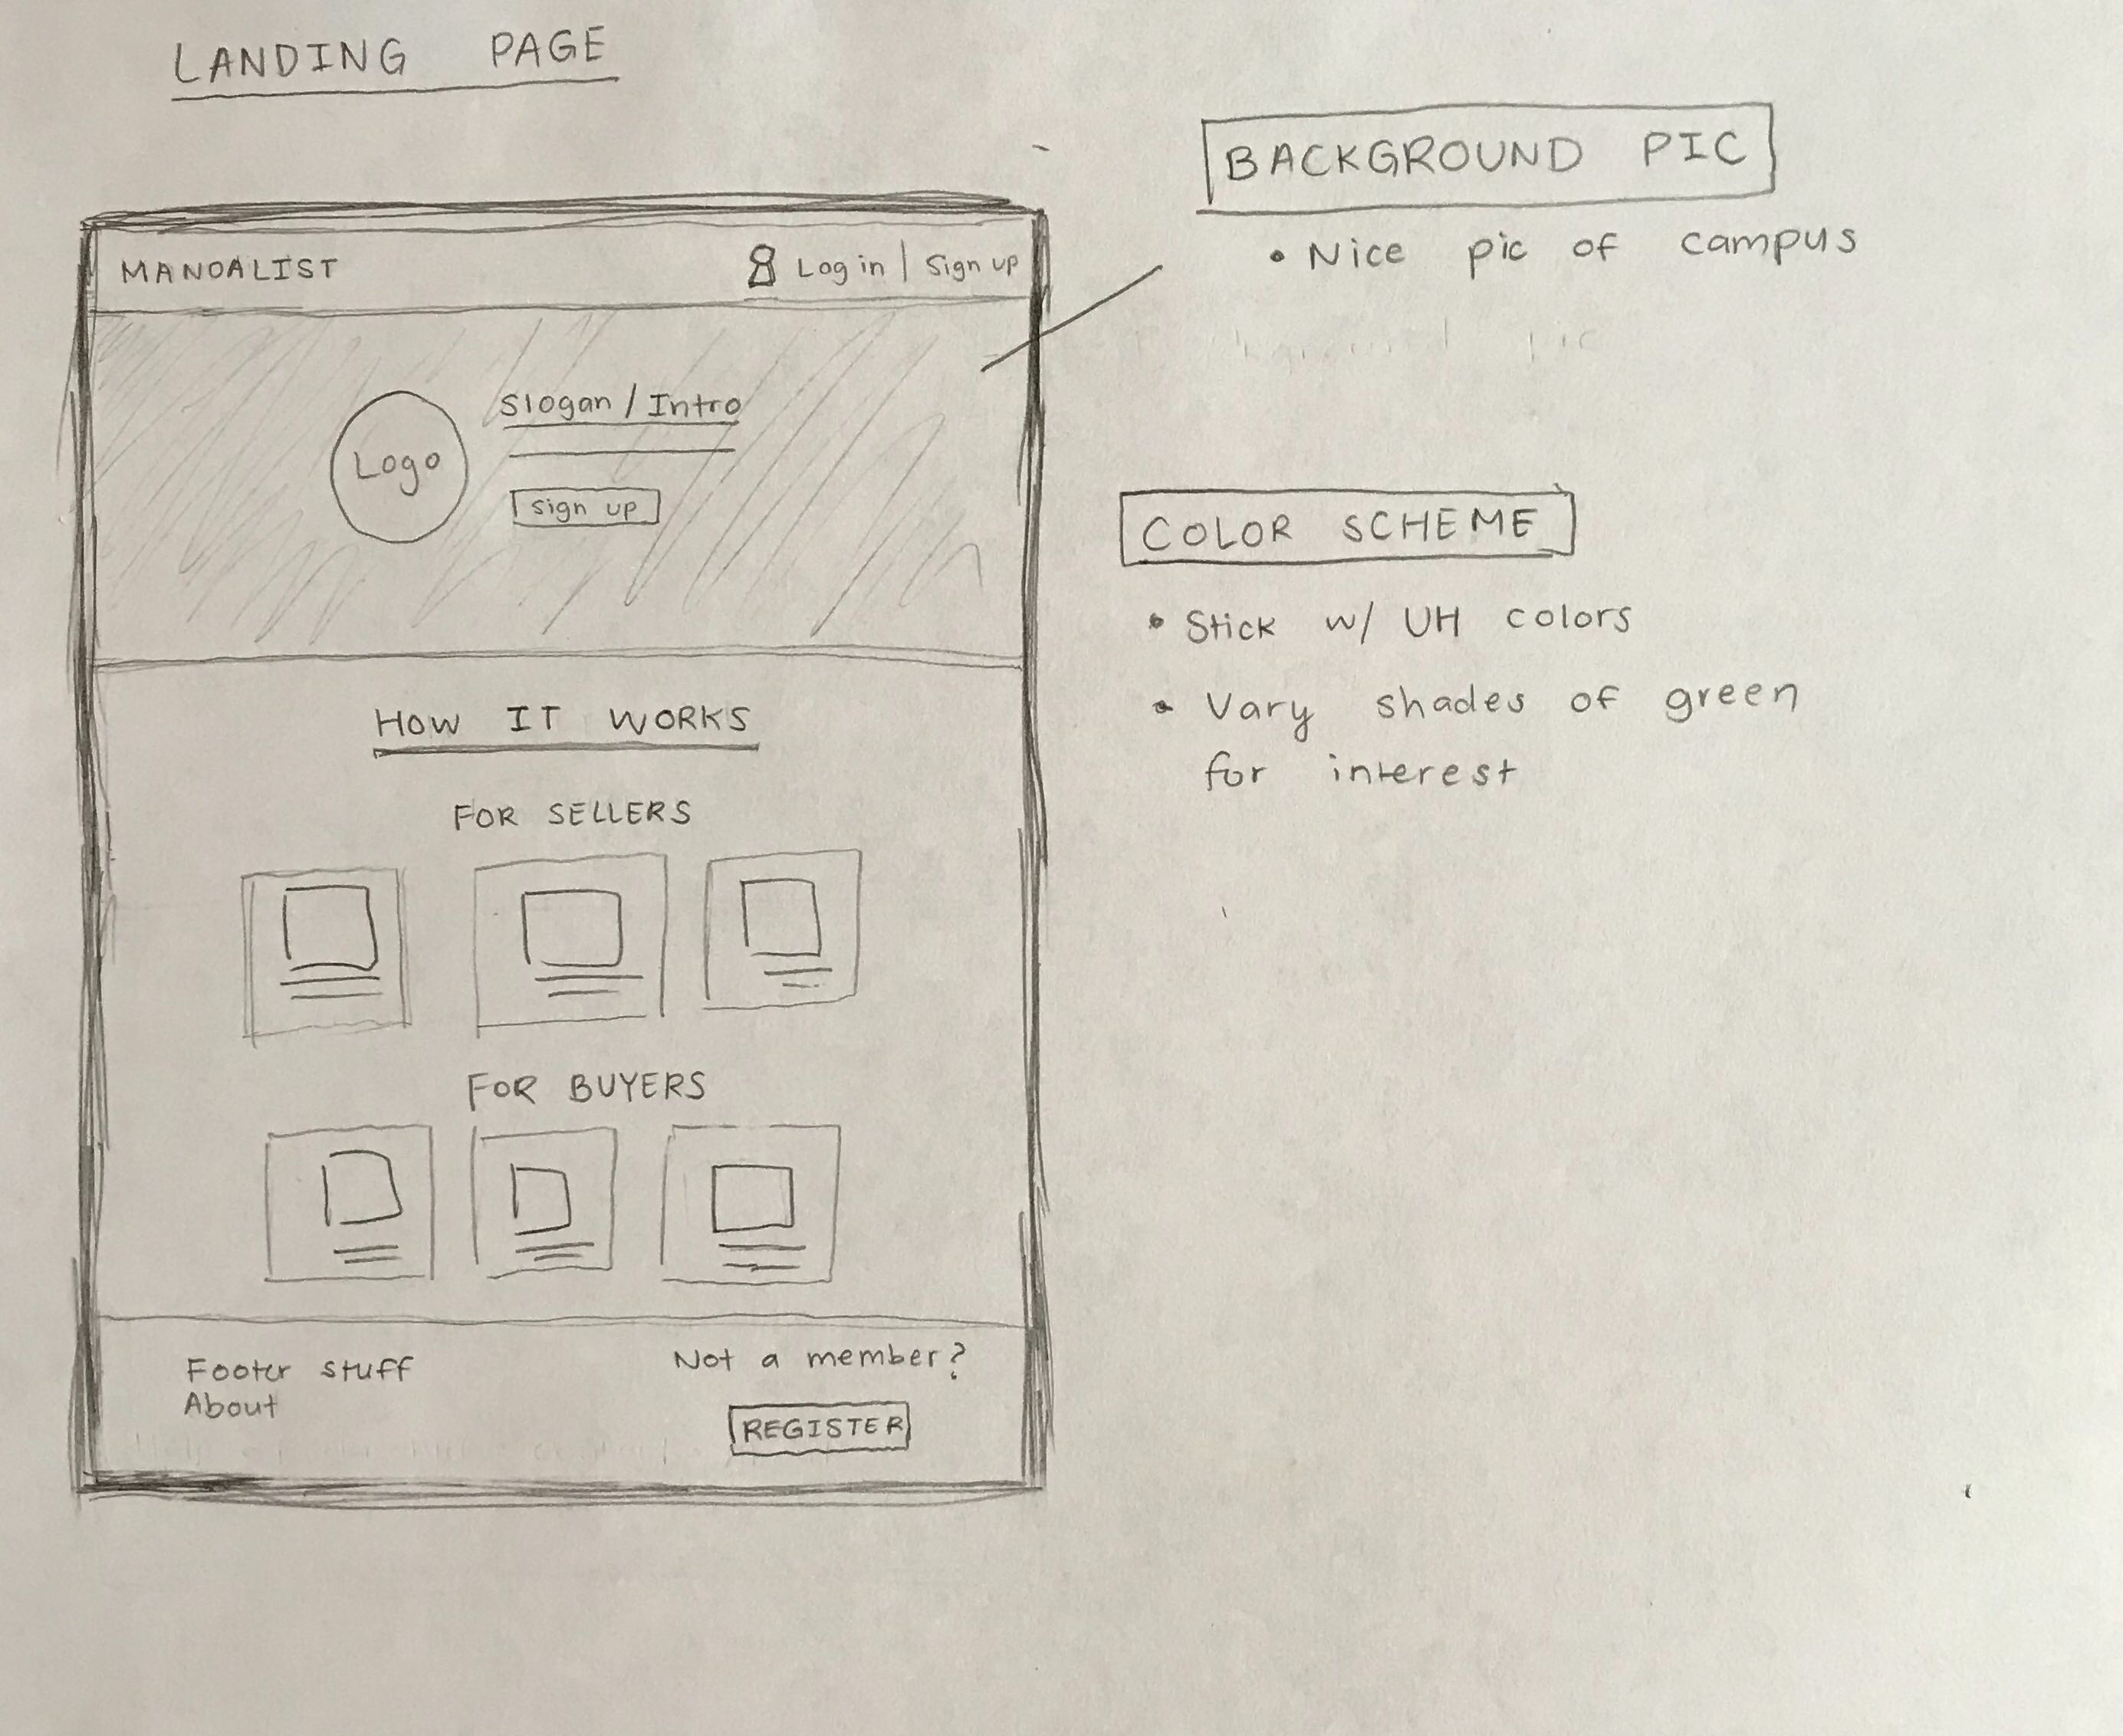 LANDING PAGE
MANOALIST
Log in | Sign up
Slogan / Intro
Logo
sign up
HOW IT WORKS
FOR SELLERS
FOR BUYERS
Footer stuff
About
Not a member?
REGISTER
BACKGROUND PIC
• Nice pic of campus
COLOR SCHEME
• Stick w/ UH colors
• Vary shades of green
for interest